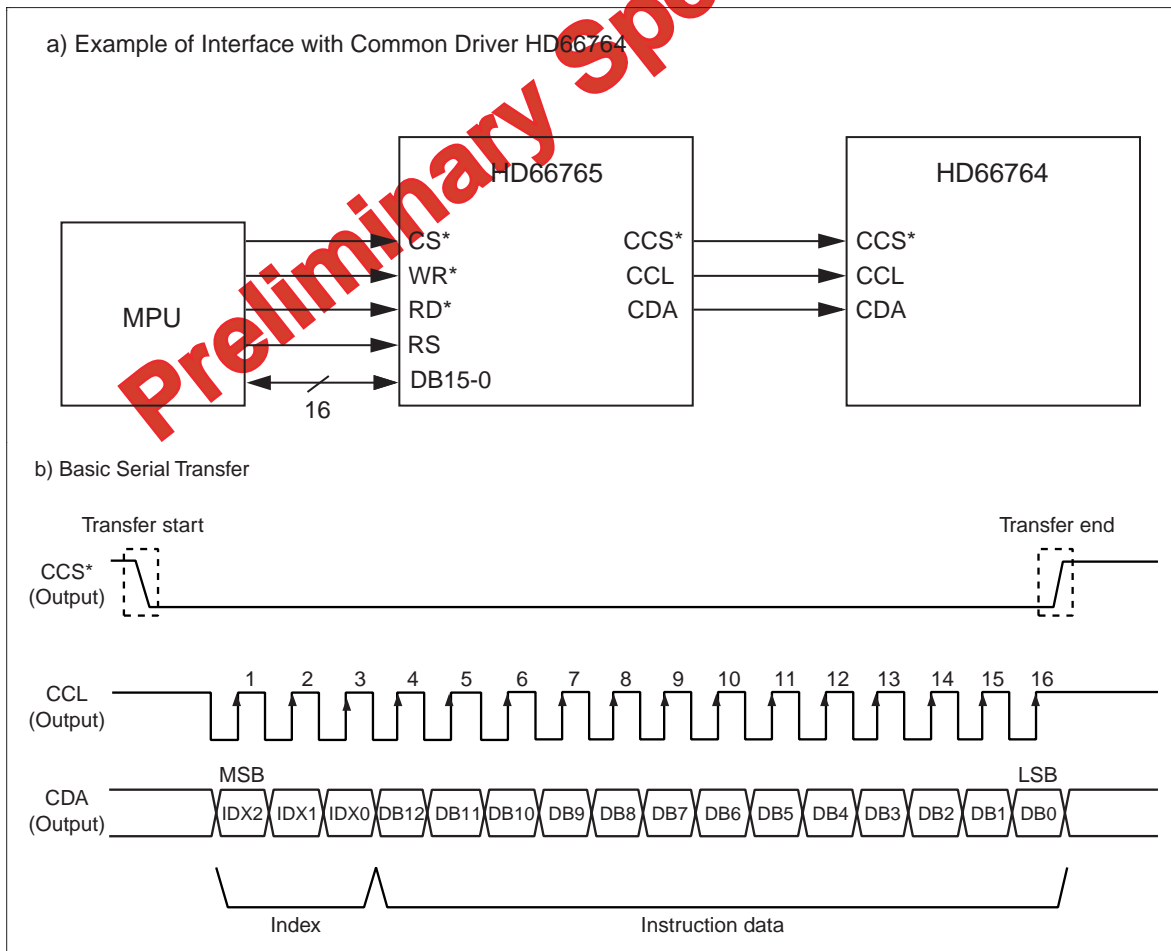 a) Example of Interface with Common Driver HD66764
Preliminary
HD66765
HD66764
MPU
CS*
WR*
RD*
RS
DB15-0
16
CCS*
CCL
CDA
CCS*
CCL
CDA
b) Basic Serial Transfer
Transfer start
Transfer end
CCS*
(Output)
CCL
(Output)
1 2 3 4 5 6 7 8 9 10 11 12 13 14 15 16
MSB
LSB
CDA
(Output)
IDX2 IDX1 IDX0 DB12 DB11 DB10 DB9 DB8 DB7 DB6 DB5 DB4 DB3 DB2 DB1 DB0
Index
Instruction data